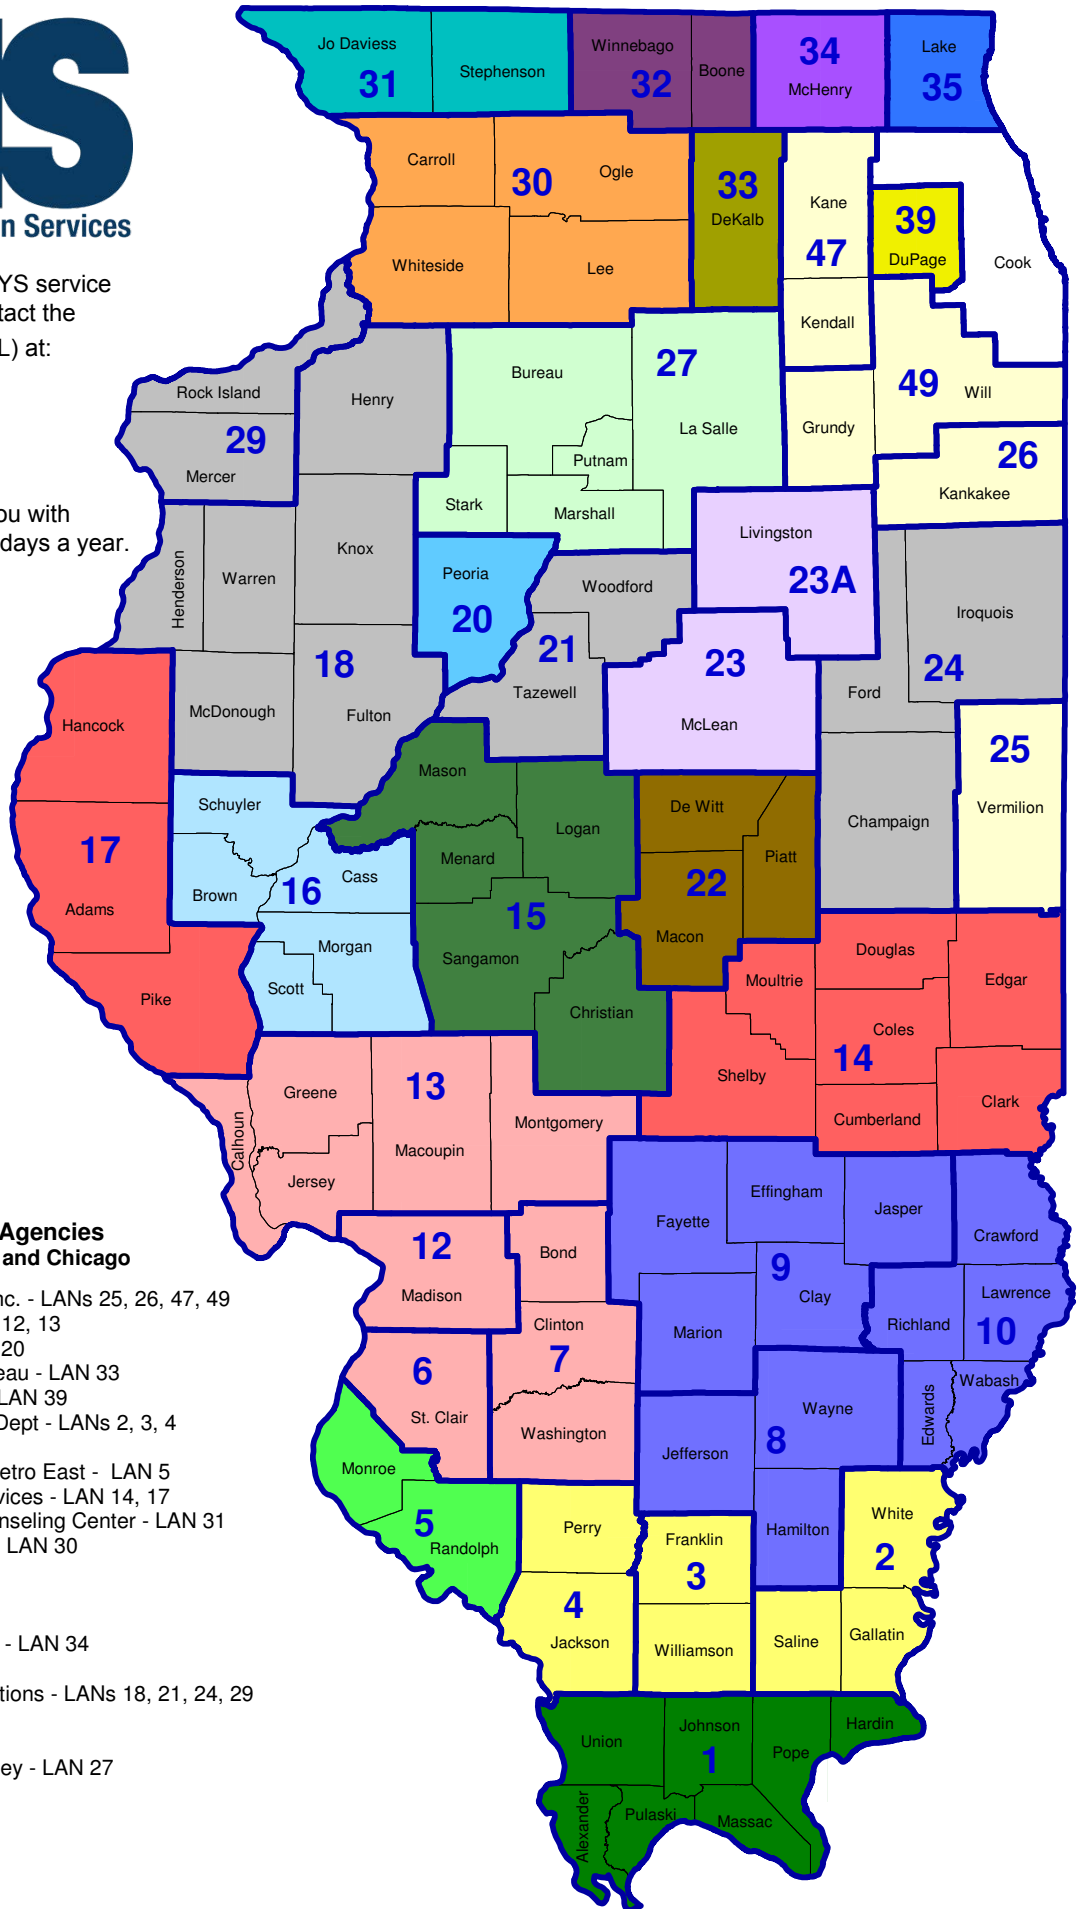 S
n Services
YS service
tact the
L) at:
ou with
days a year.
Agencies
and Chicago
nc. - LANs 25, 26, 47, 49
12, 13
20
eau - LAN 33
LAN 39
Dept - LANs 2, 3, 4
etro East - LAN 5
vices - LAN 14, 17
nseling Center - LAN 31
LAN 30
- LAN 34
tions - LANs 18, 21, 24, 29
ey - LAN 27
Jo Daviess
31
Stephenson
Winnebago
32
Boone
34
McHenry
Lake
35
Carroll
30
Ogle
Whiteside
Lee
33
DeKalb
Kane
47
39
DuPage
Cook
Kendall
Rock Island
29
Mercer
Henry
Bureau
27
La Salle
Putnam
Stark
Marshall
Grundy
49
Will
26
Kankakee
Henderson
Warren
Knox
Peoria
20
Woodford
Livingston
23A
Iroquois
24
Ford
18
21
Tazewell
23
McLean
McDonough
Fulton
Hancock
25
Vermilion
Champaign
Mason
Logan
Menard
De Witt
Piatt
22
Macon
Schuyler
17
Adams
Brown
16
Cass
15
Sangamon
Morgan
Scott
Christian
Pike
Moultrie
Douglas
Edgar
Coles
14
Shelby
Cumberland
Clark
Greene
13
Macoupin
Montgomery
Calhoun
Jersey
12
Madison
Bond
Fayette
Effingham
Jasper
Crawford
9
Clay
Marion
Richland
Lawrence
10
Clinton
7
6
St. Clair
Washington
Wayne
8
Jefferson
Edwards
Wabash
Monroe
5
Randolph
Perry
Franklin
3
Hamilton
White
2
4
Jackson
Williamson
Saline
Gallatin
Union
Johnson
1
Pope
Hardin
Alexander
Pulaski
Massac